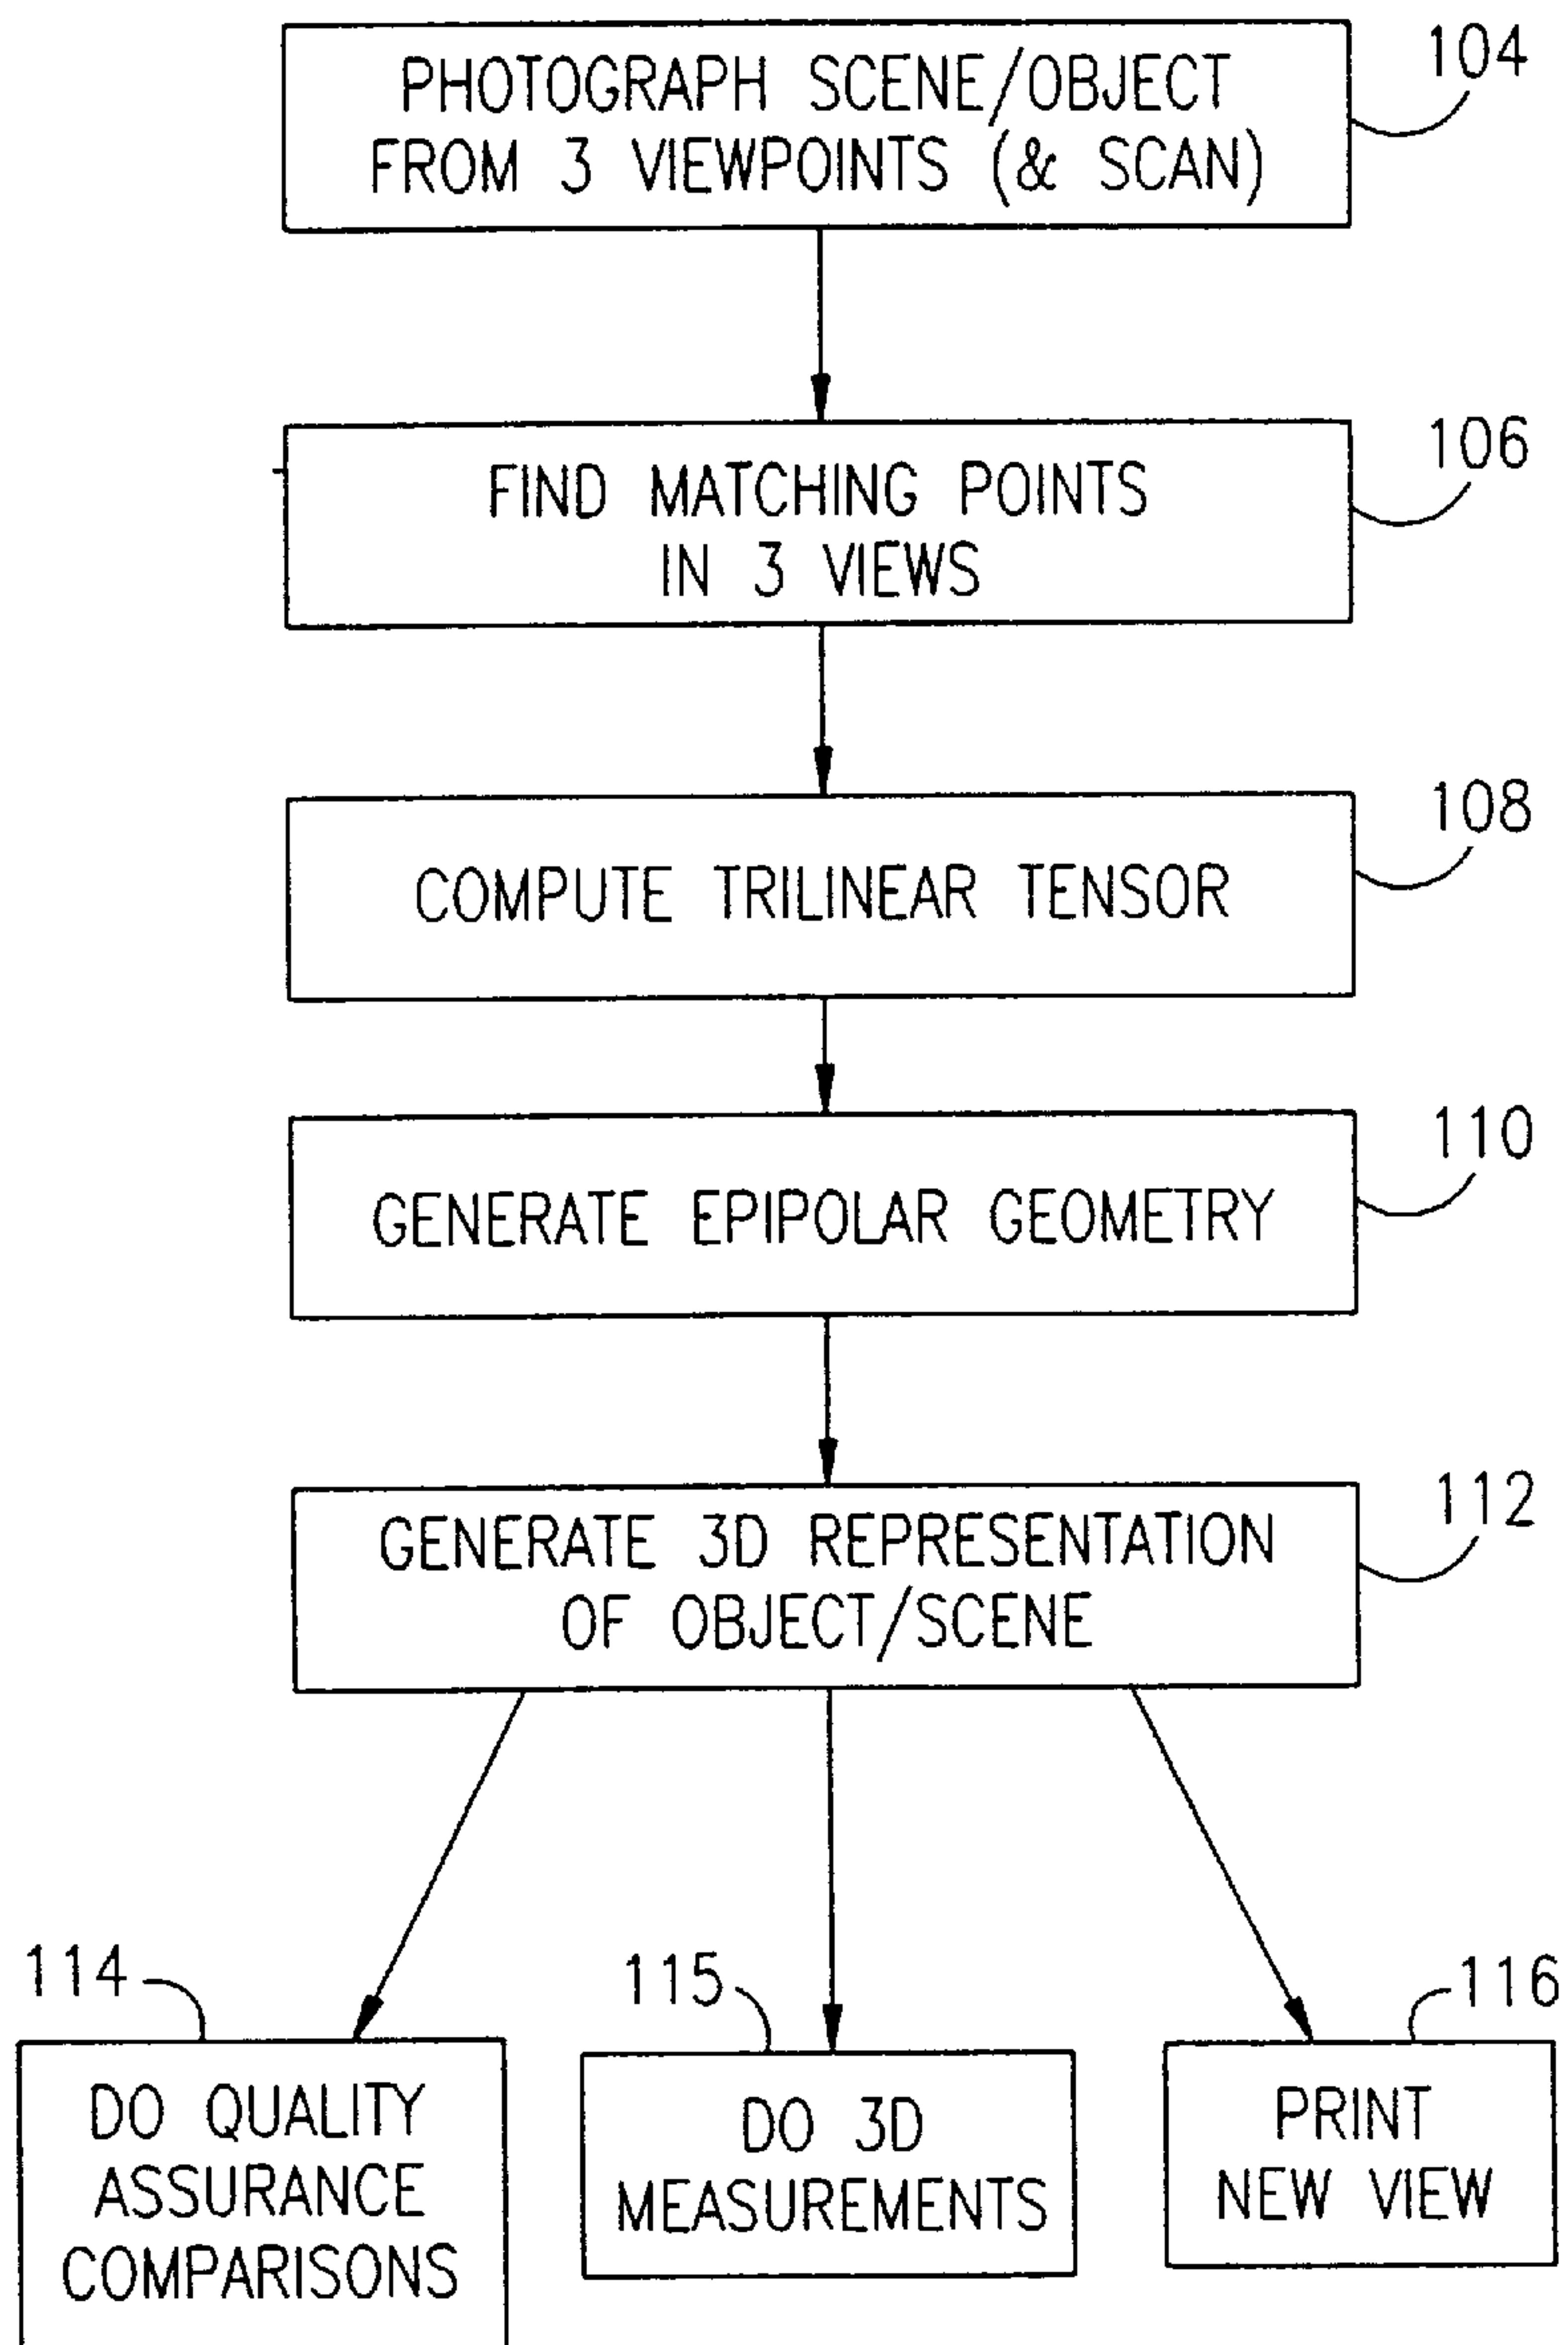 PHOTOGRAPH SCENE/OBJECT
FROM 3 VIEWPOINTS (& SCAN)
104
FIND MATCHING POINTS
IN 3 VIEWS
106
COMPUTE TRILINEAR TENSOR
108
GENERATE EPIPOLAR GEOMETRY
110
GENERATE 3D REPRESENTATION
OF OBJECT/SCENE
112
114
DO QUALITY
ASSURANCE
COMPARISONS
115
DO 3D
MEASUREMENTS
116
PRINT
NEW VIEW